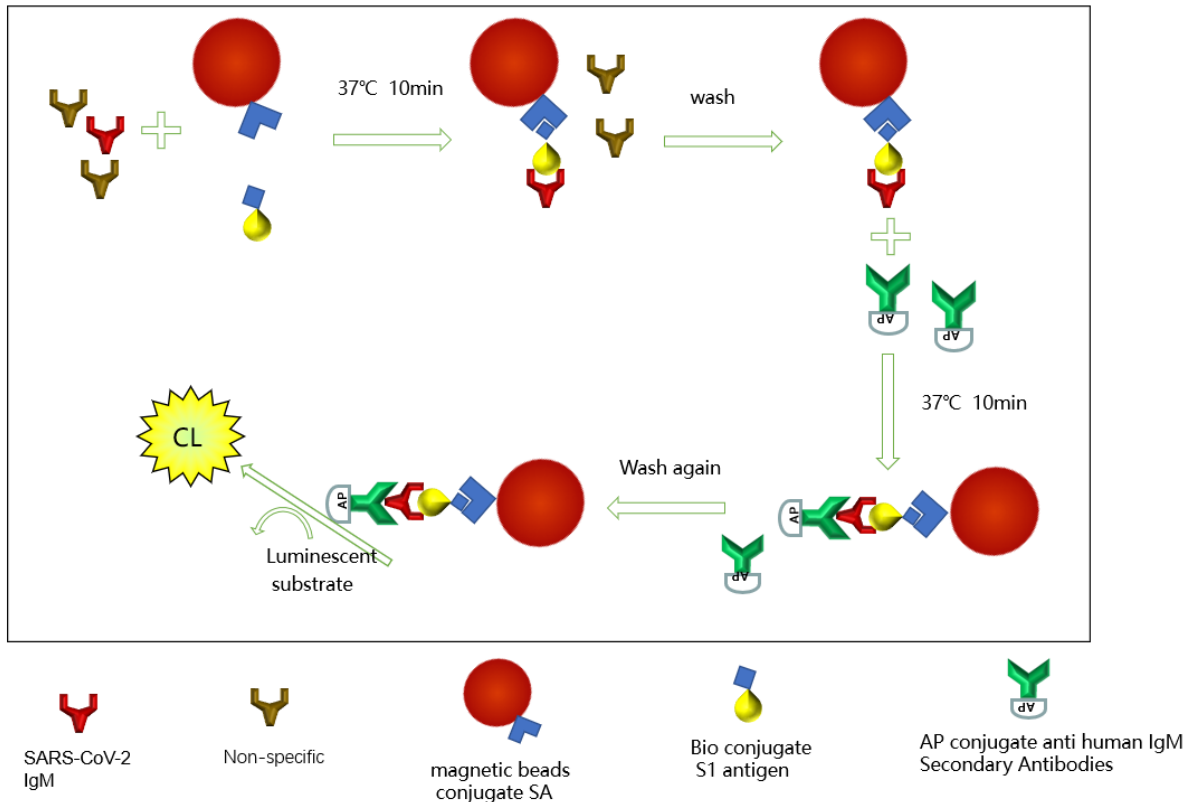 37℃ 10min
wash
AP
AP
37℃ 10min
CL
Wash again
AP
AP
AP
Luminescent
substrate
SARS-CoV-2
IgM
Non-specific
magnetic beads
conjugate SA
Bio conjugate
S1 antigen
AP
AP conjugate anti human IgM
Secondary Antibodies